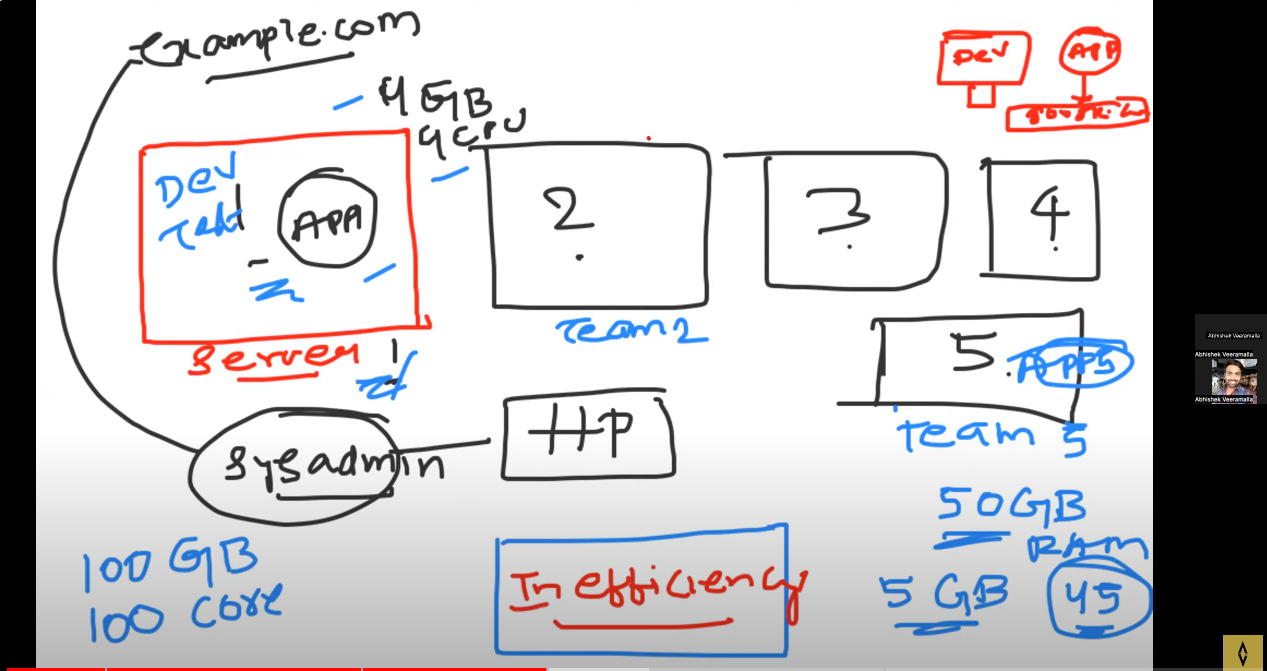 example.com
4 GB
4 CPU
DEV
APP
Dev
Test
APP
2
3
4
Server 1
Team 2
5
APP5
Team 5
Sysadmin
HP
100 GB
100 Core
Inefficiency
50 GB
RAM
5 GB
45
Abhishek Veeramalla
Abhishek Veeramalla
Abhishek Veeramalla